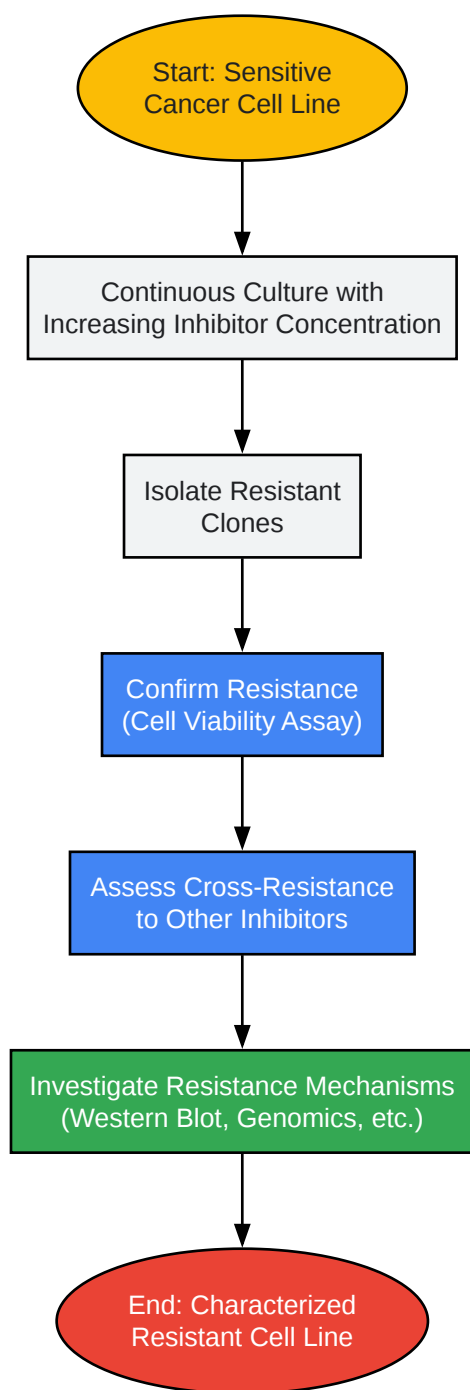 Start: Sensitive
Cancer Cell Line
Continuous Culture with
Increasing Inhibitor Concentration
Isolate Resistant
Clones
Confirm Resistance
(Cell Viability Assay)
Assess Cross-Resistance
to Other Inhibitors
Investigate Resistance Mechanisms
(Western Blot, Genomics, etc.)
End: Characterized
Resistant Cell Line